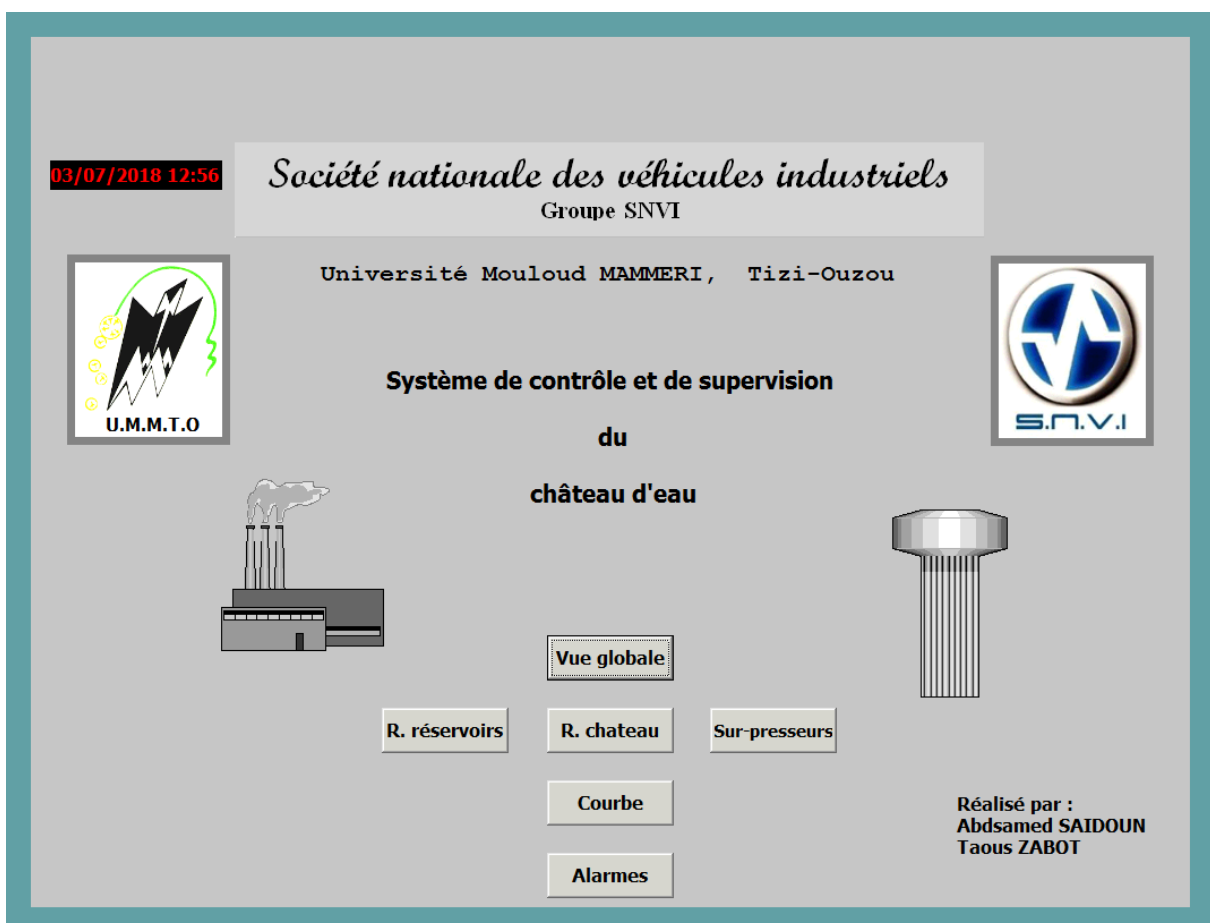 03/07/2018 12:56
Société nationale des véhicules industriels
Groupe SNVI
Université Mouloud MAMMERI, Tizi-Ouzou
U.M.M.T.O
S.N.V.I
Système de contrôle et de supervision
du
château d'eau
Vue globale
R. réservoirs
R. chateau
Sur-presseurs
Courbe
Alarmes
Réalisé par :
Abdsamed SAIDOUN
Taous ZABOT